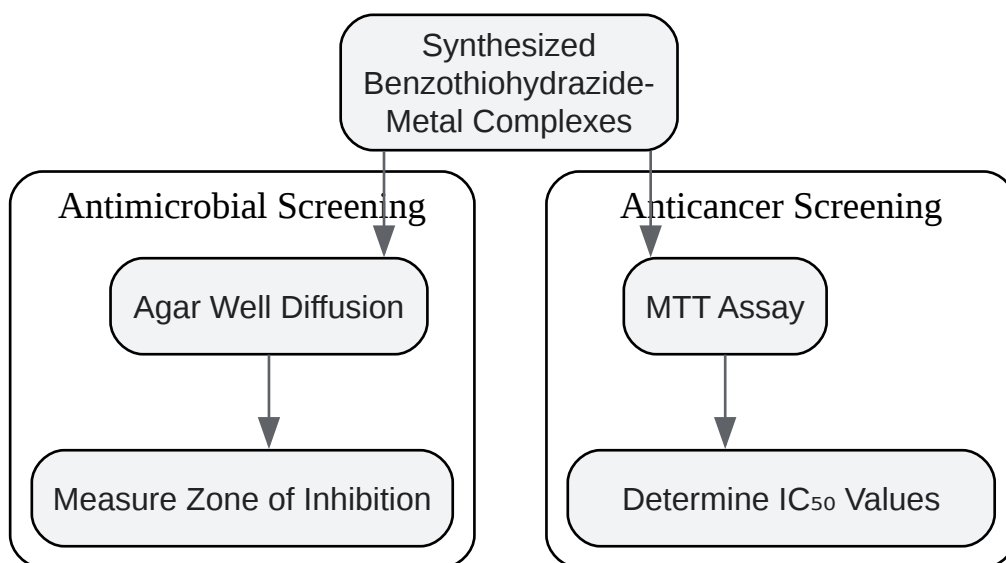 Synthesized
Benzothiohydrazide-
Metal Complexes
Antimicrobial Screening
Agar Well Diffusion
Measure Zone of Inhibition
Anticancer Screening
MTT Assay
Determine IC₅₀ Values